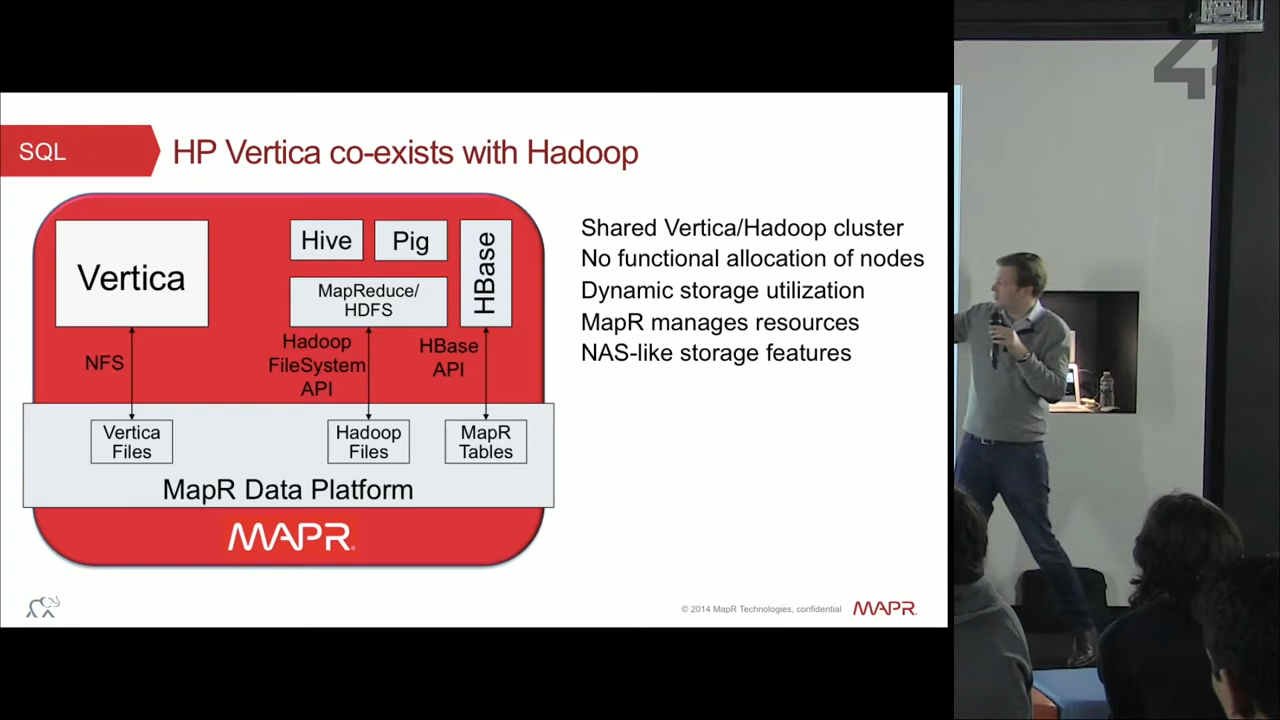 SQL
HP Vertica co-exists with Hadoop
Vertica
Hive
Pig
HBase
MapReduce/
HDFS
NFS
Hadoop
FileSystem
API
HBase
API
Vertica
Files
Hadoop
Files
MapR
Tables
MapR Data Platform
MAPR
Shared Vertica/Hadoop cluster
No functional allocation of nodes
Dynamic storage utilization
MapR manages resources
NAS-like storage features
© 2014 MapR Technologies, confidential
MAPR
42